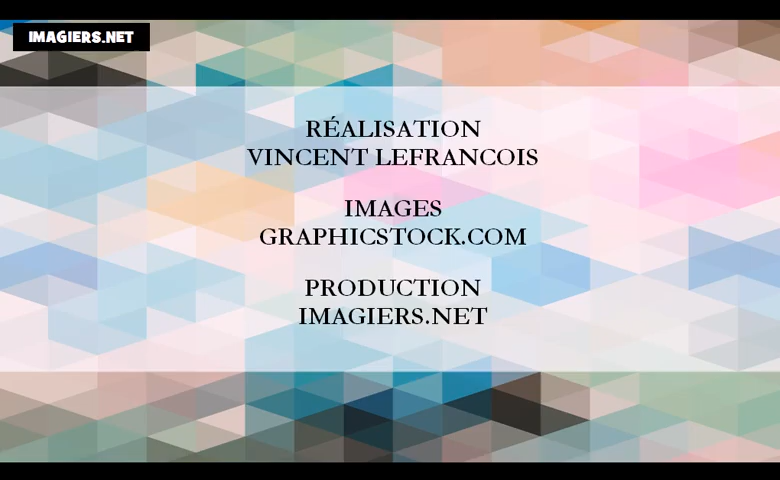 IMAGIERS.NET
RÉALISATION
VINCENT LEFRANCOIS
IMAGES
GRAPHICSTOCK.COM
PRODUCTION
IMAGIERS.NET